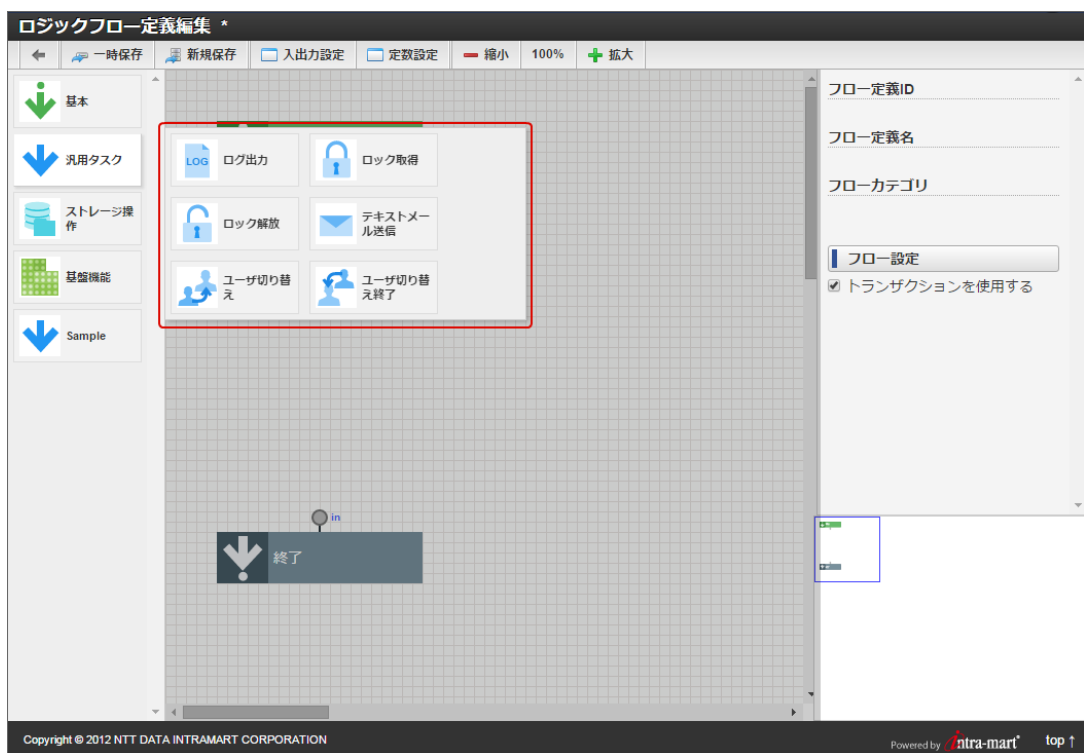 ロジックフロー定義編集 *
一時保存 新規保存 入出力設定 定数設定 縮小 100% 拡大
基本
汎用タスク
ストレージ操
作
基盤機能
Sample
LOG ログ出力 ロック取得
ロック解放 テキストメー
ル送信
ユーザ切り替
え
ユーザ切り替
え終了
in
終了
フロー定義ID
フロー定義名
フローカテゴリ
フロー設定
トランザクションを使用する
Copyright © 2012 NTT DATA INTRAMART CORPORATION
Powered by intra-mart top ↑